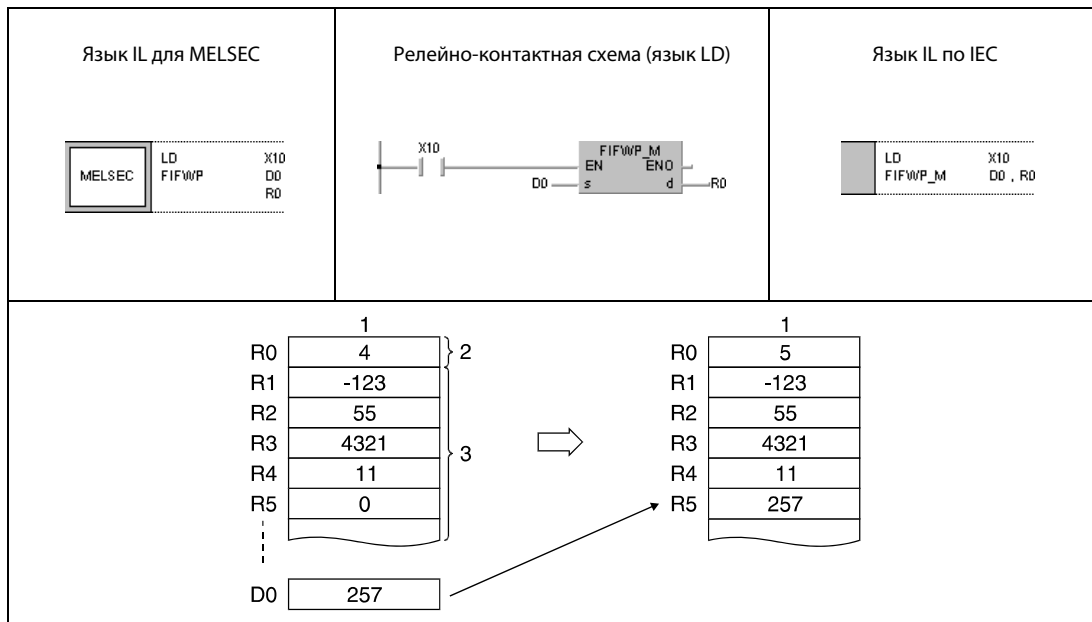 Язык IL для MELSEC
Релейно-контактная схема (язык LD)
Язык IL по IEC
MELSEC
LD X10
FIFWP D0
R0
X10
FIFWP_M
EN ENO
D0 s d R0
LD X10
FIFWP_M D0 , R0
1 1
R0 4 2 R0 5
R1 -123 R1 -123
R2 55 R2 55
R3 4321 3 R3 4321
R4 11 R4 11
R5 0 R5 257
D0 257